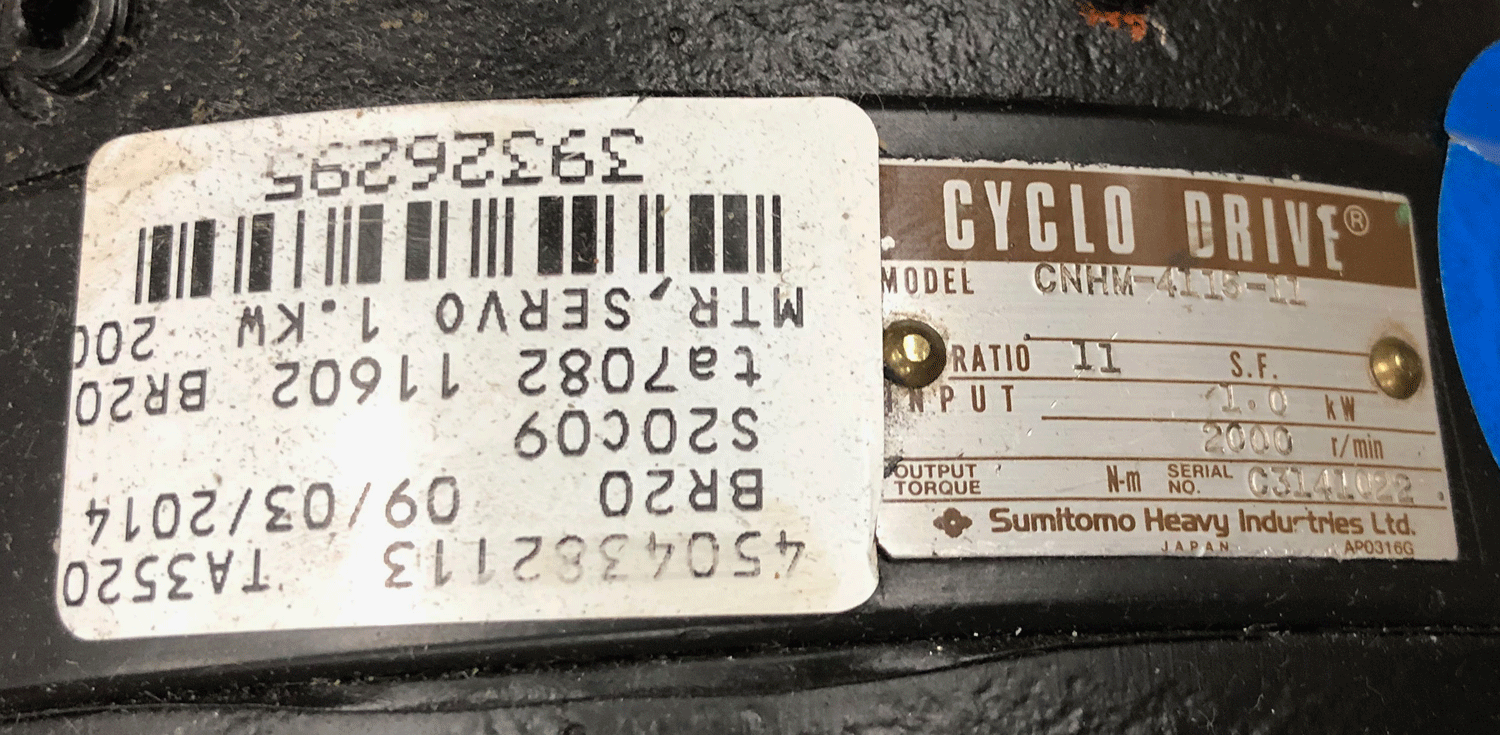 4504382113 TA3520
BR20 09/03/2014
S20C09
ta7082 11602 BR20
MTR,SERVO 1.KW 200
39326295
CYCLO DRIVE®
MODEL CNHM-4115-11
RATIO 11 S.F.
INPUT 1.0 kW
2000 r/min
OUTPUT TORQUE N·m SERIAL NO. C3141022
Sumitomo Heavy Industries Ltd.
JAPAN AP0316G